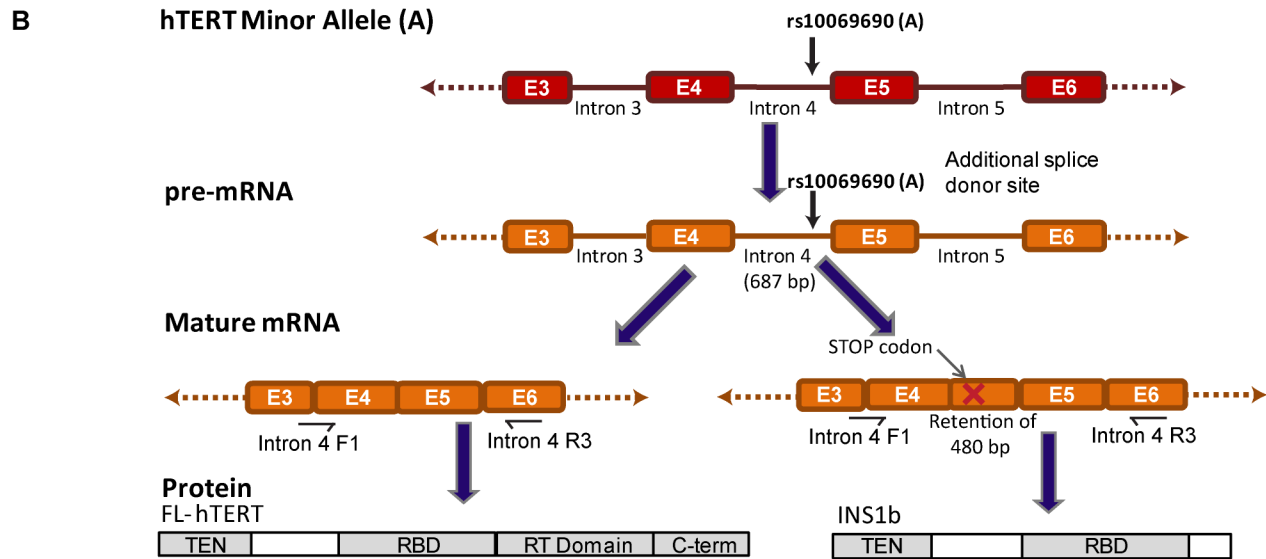 B
hTERT Minor Allele (A)
rs10069690 (A)
E3 E4 E5 E6
Intron 3 Intron 4 Intron 5
Additional splice
donor site
pre-mRNA
rs10069690 (A)
E3 E4 E5 E6
Intron 3 Intron 4 Intron 5
(687 bp)
Mature mRNA
STOP codon
E3 E4 E5 E6
E3 E4 E5 E6
Intron 4 F1 Intron 4 R3
Intron 4 F1 Retention of Intron 4 R3
480 bp
Protein
FL-hTERT
TEN RBD RT Domain C-term
INS1b
TEN RBD